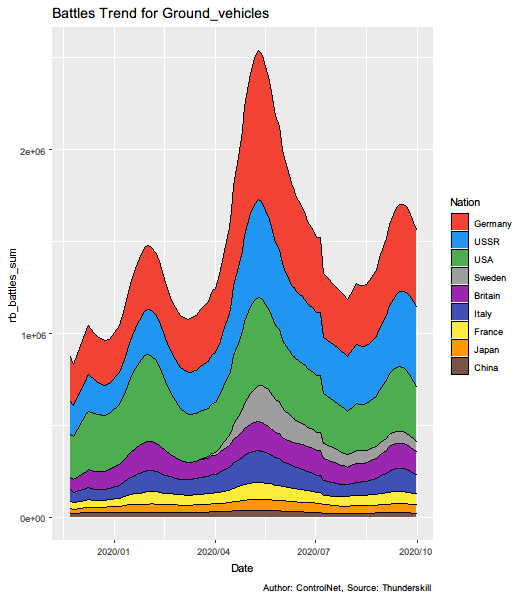 Battles Trend for Ground_vehicles
rb_battles_sum
2e+06
1e+06
0e+00
2020/01 2020/04 2020/07 2020/10
Date
Nation
Germany
USSR
USA
Sweden
Britain
Italy
France
Japan
China
Author: ControlNet, Source: Thunderskill